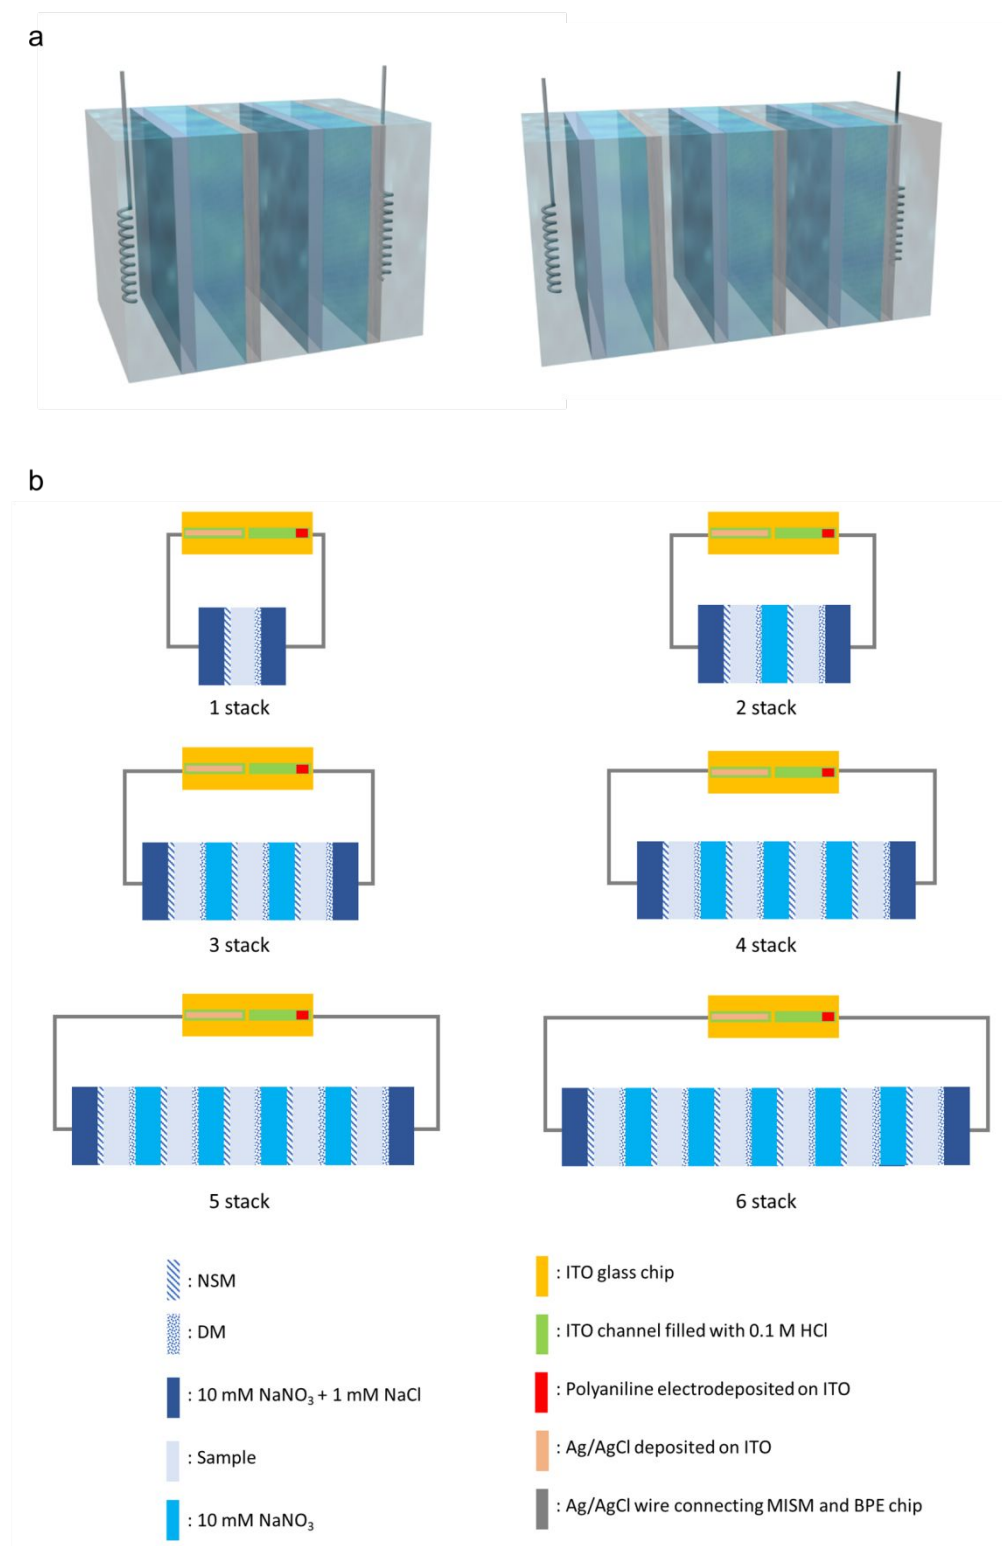 a
b
1 stack
2 stack
3 stack
4 stack
5 stack
6 stack
: NSM
: DM
: 10 mM NaNO₃ + 1 mM NaCl
: Sample
: 10 mM NaNO₃
: ITO glass chip
: ITO channel filled with 0.1 M HCl
: Polyaniline electrodeposited on ITO
: Ag/AgCl deposited on ITO
: Ag/AgCl wire connecting MISM and BPE chip